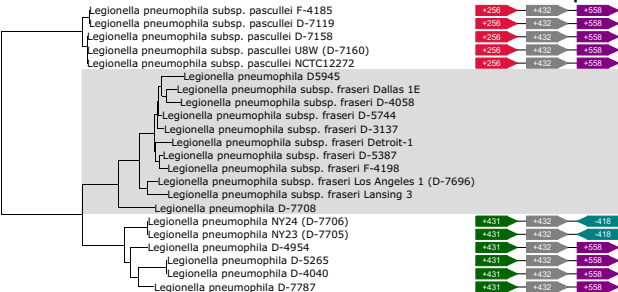 Legionella pneumophila subsp. pascullei F-4185 +256 +432 +558
Legionella pneumophila subsp. pascullei D-7119 +256 +432 +558
Legionella pneumophila subsp. pascullei D-7158 +256 +432 +558
Legionella pneumophila subsp. pascullei U8W (D-7160) +256 +432 +558
Legionella pneumophila subsp. pascullei NCTC12272 +256 +432 +558
Legionella pneumophila D5945
Legionella pneumophila subsp. fraseri Dallas 1E
Legionella pneumophila subsp. fraseri D-4058
Legionella pneumophila subsp. fraseri D-5744
Legionella pneumophila subsp. fraseri D-3137
Legionella pneumophila subsp. fraseri Detroit-1
Legionella pneumophila subsp. fraseri D-5387
Legionella pneumophila subsp. fraseri F-4198
Legionella pneumophila subsp. fraseri Los Angeles 1 (D-7696)
Legionella pneumophila subsp. fraseri Lansing 3
Legionella pneumophila D-7708
Legionella pneumophila NY24 (D-7706) +431 +432 -418
Legionella pneumophila NY23 (D-7705) +431 +432 -418
Legionella pneumophila D-4954 +431 +432 +558
Legionella pneumophila D-5265 +431 +432 +558
Legionella pneumophila D-4040 +431 +432 +558
Legionella pneumophila D-7787 +431 +432 +558